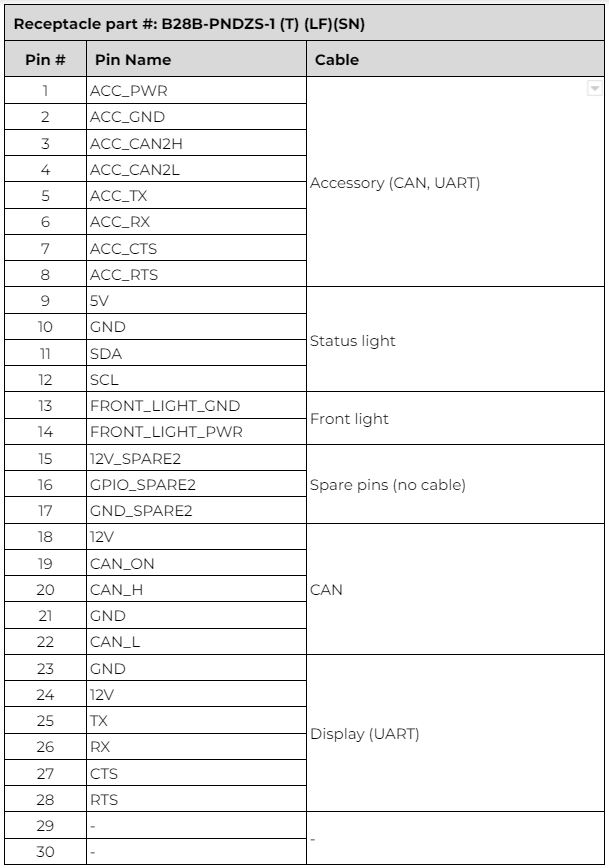 Receptacle part #: B28B-PNDZS-1 (T) (LF)(SN)
Pin # Pin Name Cable
1 ACC_PWR
2 ACC_GND
3 ACC_CAN2H
4 ACC_CAN2L
Accessory (CAN, UART)
5 ACC_TX
6 ACC_RX
7 ACC_CTS
8 ACC_RTS
9 5V
10 GND
Status light
11 SDA
12 SCL
13 FRONT_LIGHT_GND
Front light
14 FRONT_LIGHT_PWR
15 12V_SPARE2
16 GPIO_SPARE2 Spare pins (no cable)
17 GND_SPARE2
18 12V
19 CAN_ON
20 CAN_H CAN
21 GND
22 CAN_L
23 GND
24 12V
25 TX
Display (UART)
26 RX
27 CTS
28 RTS
29 -
-
30 -